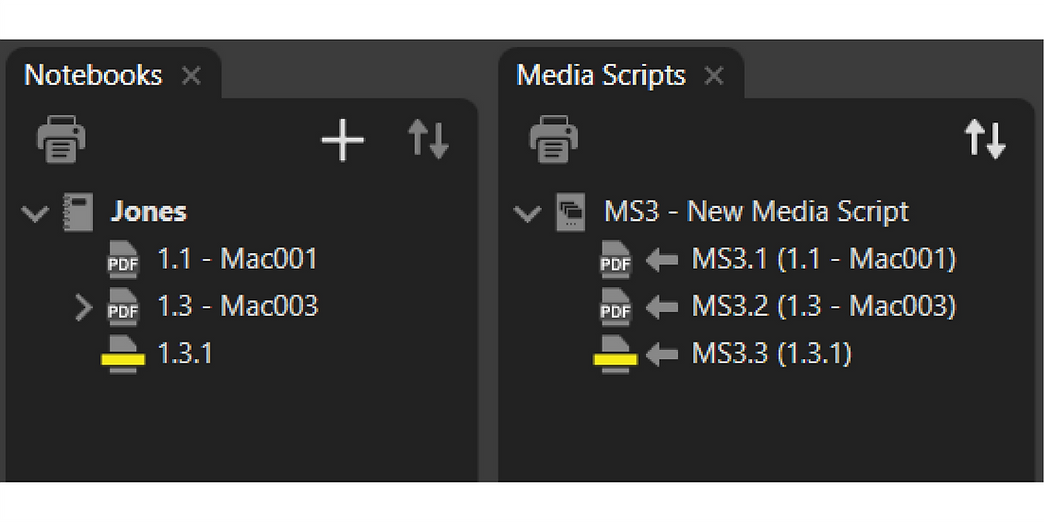 Notebooks
Jones
PDF 1.1 - Mac001
PDF 1.3 - Mac003
1.3.1
Media Scripts
MS3 - New Media Script
PDF MS3.1 (1.1 - Mac001)
PDF MS3.2 (1.3 - Mac003)
MS3.3 (1.3.1)